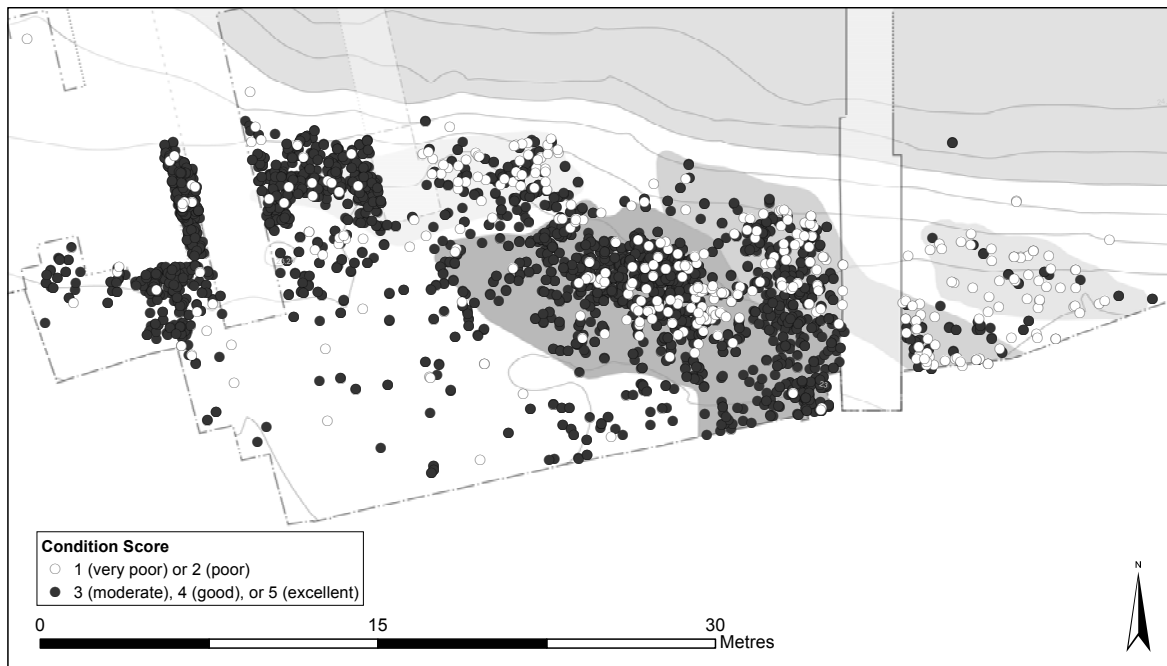 Condition Score
1 (very poor) or 2 (poor)
3 (moderate), 4 (good), or 5 (excellent)
0 15 30
Metres
N